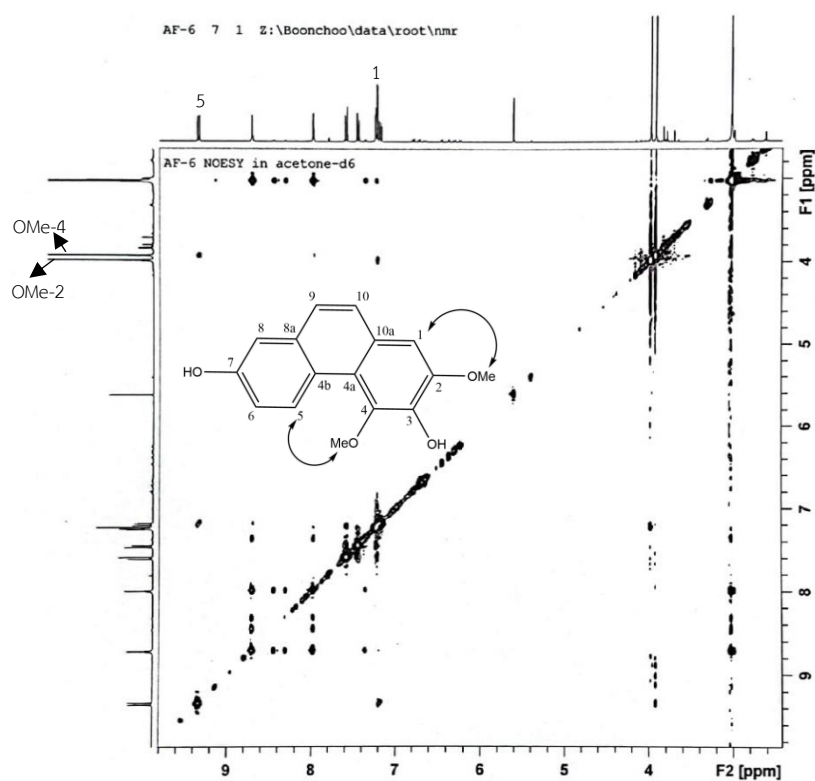 AF-6 7 1 Z:\Boonchoo\data\root\nmr
5
1
AF-6 NOESY in acetone-d6
F1 [ppm]
OMe-4
OMe-2
4
5
6
7
8
9
9
10
8
8a
10a
1
HO
7
4b
4a
2
OMe
6
5
4
3
MeO
OH
9
8
7
6
5
4
F2 [ppm]